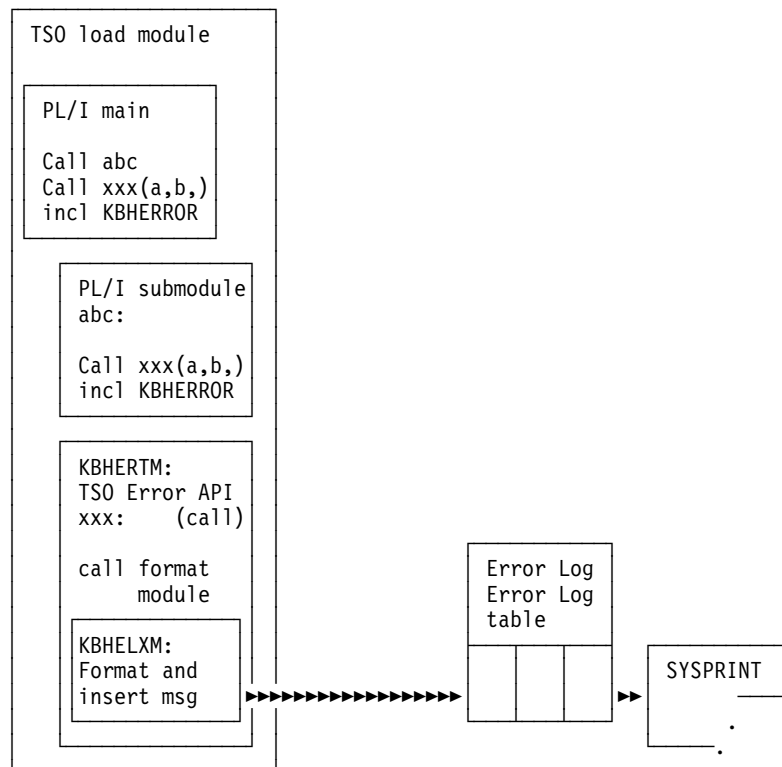 TSO load module
PL/I main
Call abc
Call xxx(a,b,)
incl KBHERROR
PL/I submodule
abc:
Call xxx(a,b,)
incl KBHERROR
KBHERTM:
TSO Error API
xxx: (call)
call format
module
KBHELXM:
Format and
insert msg
Error Log
Error Log
table
SYSPRINT